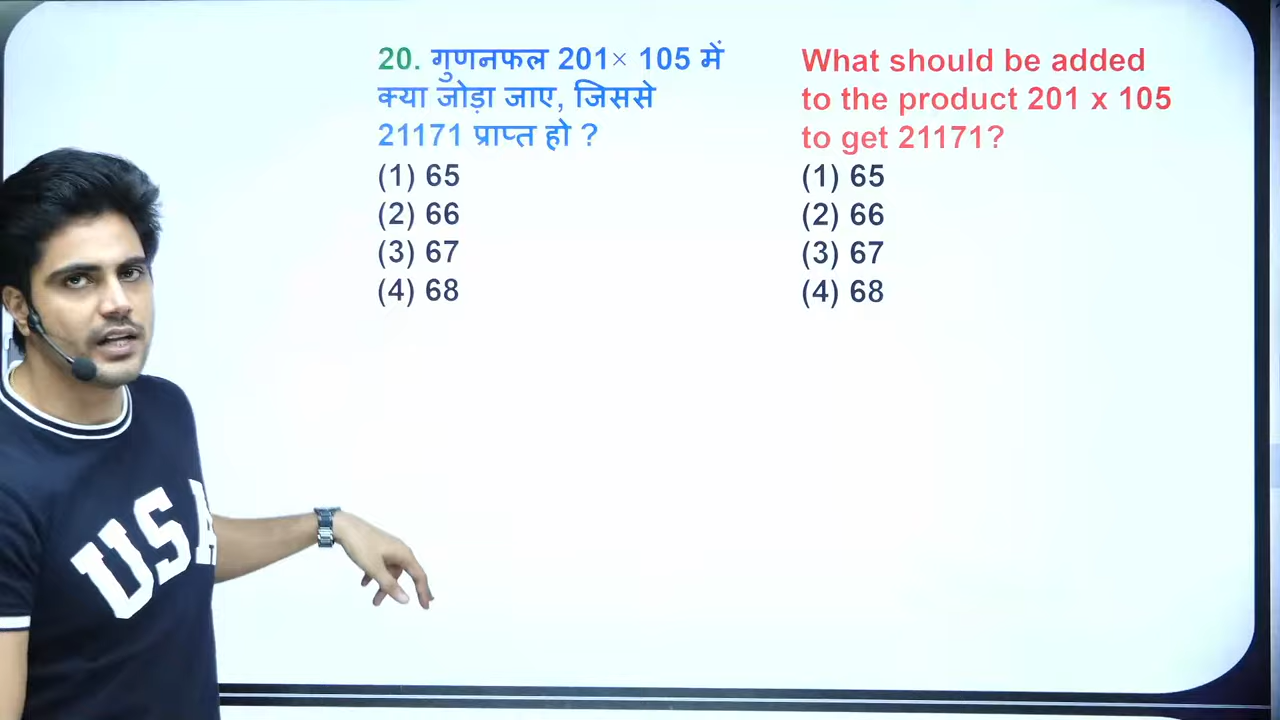 20. गुणनफल 201× 105 में
क्या जोड़ा जाए, जिससे
21171 प्राप्त हो ?
(1) 65
(2) 66
(3) 67
(4) 68
What should be added
to the product 201 x 105
to get 21171?
(1) 65
(2) 66
(3) 67
(4) 68
USA